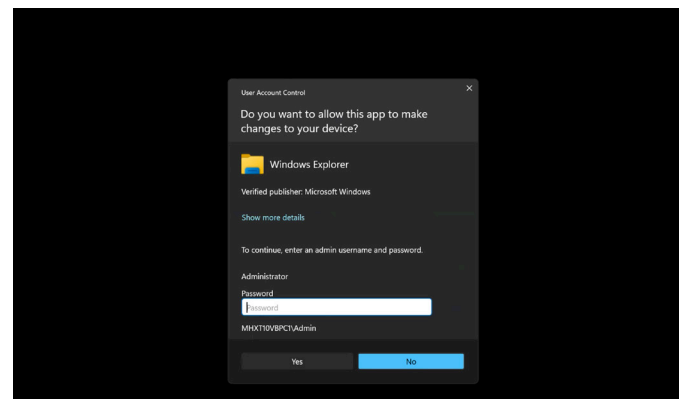 User Account Control
Do you want to allow this app to make
changes to your device?
Windows Explorer
Verified publisher: Microsoft Windows
Show more details
To continue, enter an admin username and password.
Administrator
Password
Password
MHXT10VBPC1\Admin
Yes
No